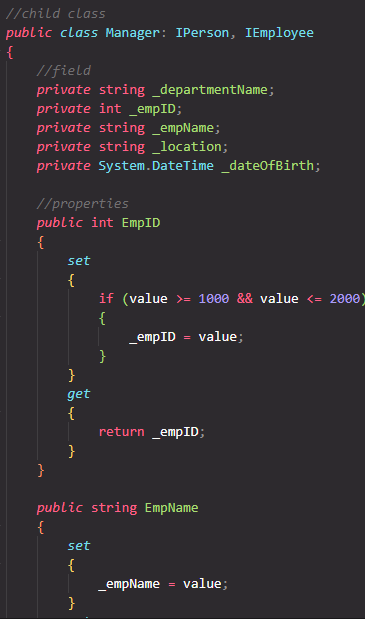 //child class
public class Manager: IPerson, IEmployee
{
//field
private string _departmentName;
private int _empID;
private string _empName;
private string _location;
private System.DateTime _dateOfBirth;
//properties
public int EmpID
{
set
{
if (value >= 1000 && value <= 2000)
{
_empID = value;
}
}
get
{
return _empID;
}
}
public string EmpName
{
set
{
_empName = value;
}